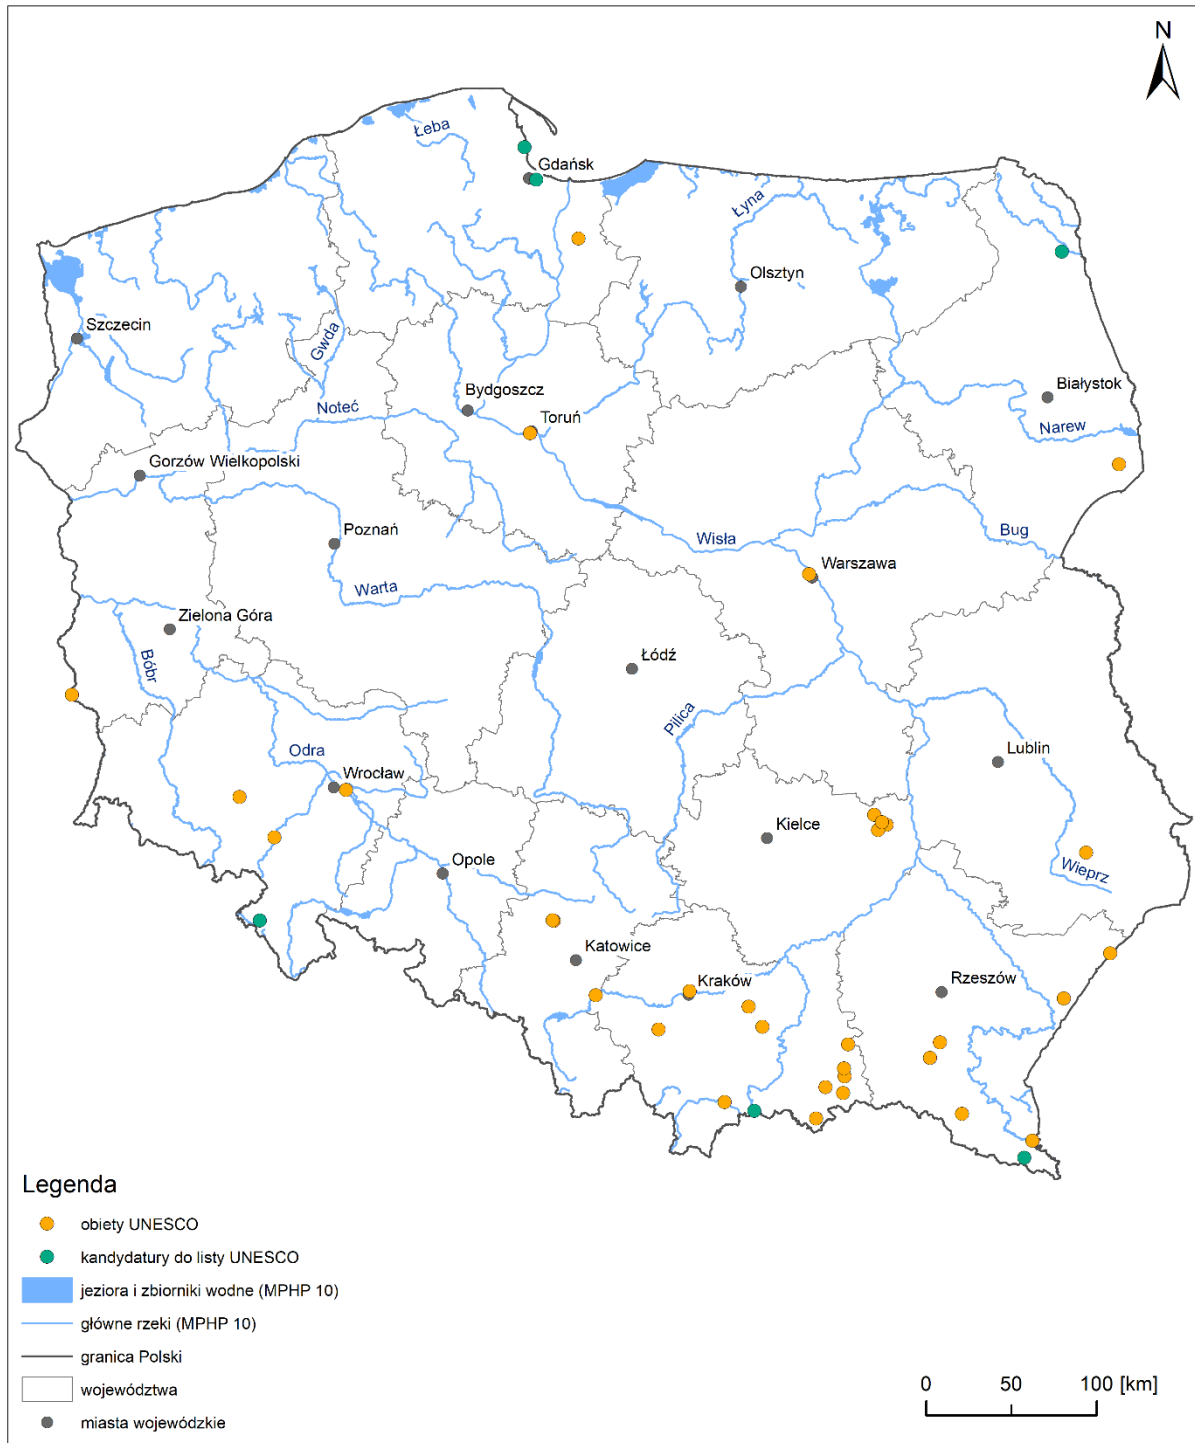 N
Łeba
Gdańsk
Łyna
Olsztyn
Szczecin
Gwda
Białystok
Bydgoszcz
Noteć
Toruń
Narew
Gorzów Wielkopolski
Poznań
Wisła
Bug
Warszawa
Warta
Zielona Góra
Bóbr
Łódź
Pilica
Odra
Lublin
Wrocław
Kielce
Opole
Wieprz
Katowice
Kraków
Rzeszów
Legenda
obiety UNESCO
kandydatury do listy UNESCO
jeziora i zbiorniki wodne (MPHP 10)
główne rzeki (MPHP 10)
granica Polski
województwa
miasta wojewódzkie
0 50 100 [km]